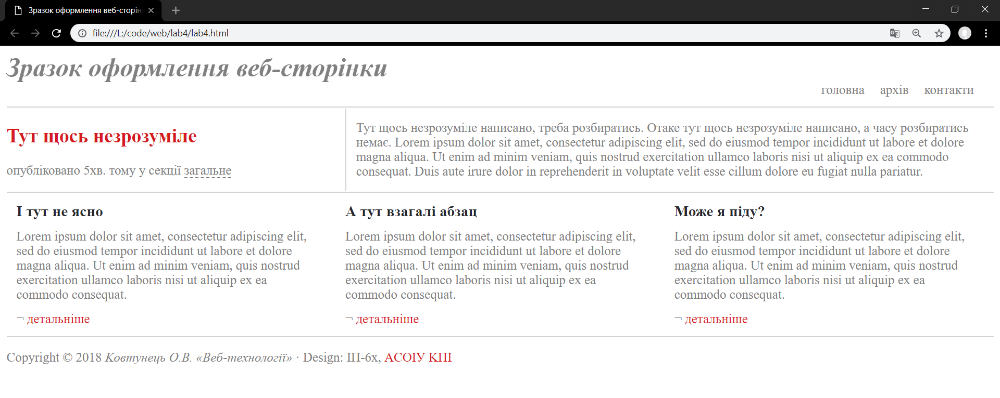 Зразок оформлення веб-сторін
file:///L:/code/web/lab4/lab4.html
Зразок оформлення веб-сторінки
головна архів контакти
Тут щось незрозуміле
опубліковано 5хв. тому у секції загальне
Тут щось незрозуміле написано, треба розбиратись. Отаке тут щось незрозуміле написано, а часу розбиратись
немає. Lorem ipsum dolor sit amet, consectetur adipiscing elit, sed do eiusmod tempor incididunt ut labore et dolore
magna aliqua. Ut enim ad minim veniam, quis nostrud exercitation ullamco laboris nisi ut aliquip ex ea commodo
consequat. Duis aute irure dolor in reprehenderit in voluptate velit esse cillum dolore eu fugiat nulla pariatur.
І тут не ясно
Lorem ipsum dolor sit amet, consectetur adipiscing elit,
sed do eiusmod tempor incididunt ut labore et dolore
magna aliqua. Ut enim ad minim veniam, quis nostrud
exercitation ullamco laboris nisi ut aliquip ex ea
commodo consequat.
¬ детальніше
А тут взагалі абзац
Lorem ipsum dolor sit amet, consectetur adipiscing elit,
sed do eiusmod tempor incididunt ut labore et dolore
magna aliqua. Ut enim ad minim veniam, quis nostrud
exercitation ullamco laboris nisi ut aliquip ex ea
commodo consequat.
¬ детальніше
Може я піду?
Lorem ipsum dolor sit amet, consectetur adipiscing elit,
sed do eiusmod tempor incididunt ut labore et dolore
magna aliqua. Ut enim ad minim veniam, quis nostrud
exercitation ullamco laboris nisi ut aliquip ex ea
commodo consequat.
¬ детальніше
Copyright © 2018 Ковтунець О.В. «Веб-технології» · Design: ІП-6х, АСОІУ КПІ